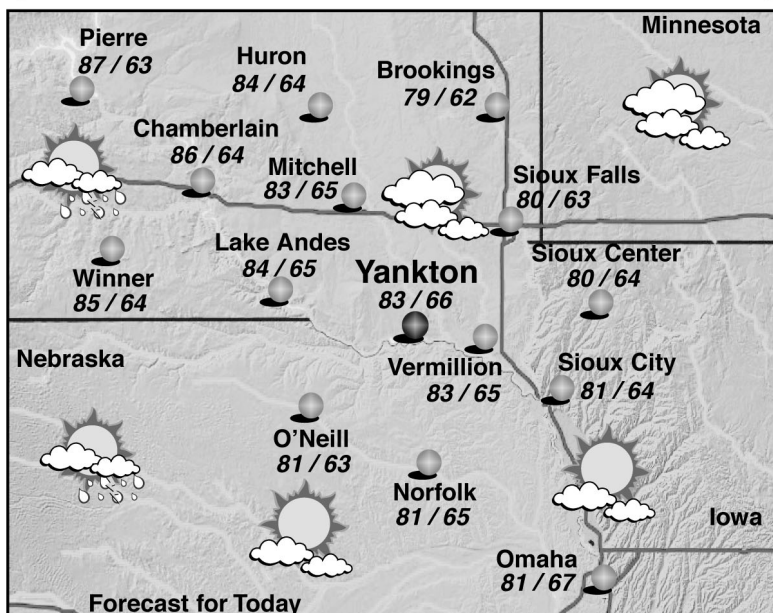 Minnesota
Pierre
87 / 63
Huron
84 / 64
Brookings
79 / 62
Chamberlain
86 / 64
Mitchell
83 / 65
Sioux Falls
80 / 63
Winner
85 / 64
Lake Andes
84 / 65
Yankton
83 / 66
Sioux Center
80 / 64
Nebraska
Vermillion
83 / 65
Sioux City
81 / 64
O'Neill
81 / 63
Norfolk
81 / 65
Iowa
Omaha
81 / 67
Forecast for Today